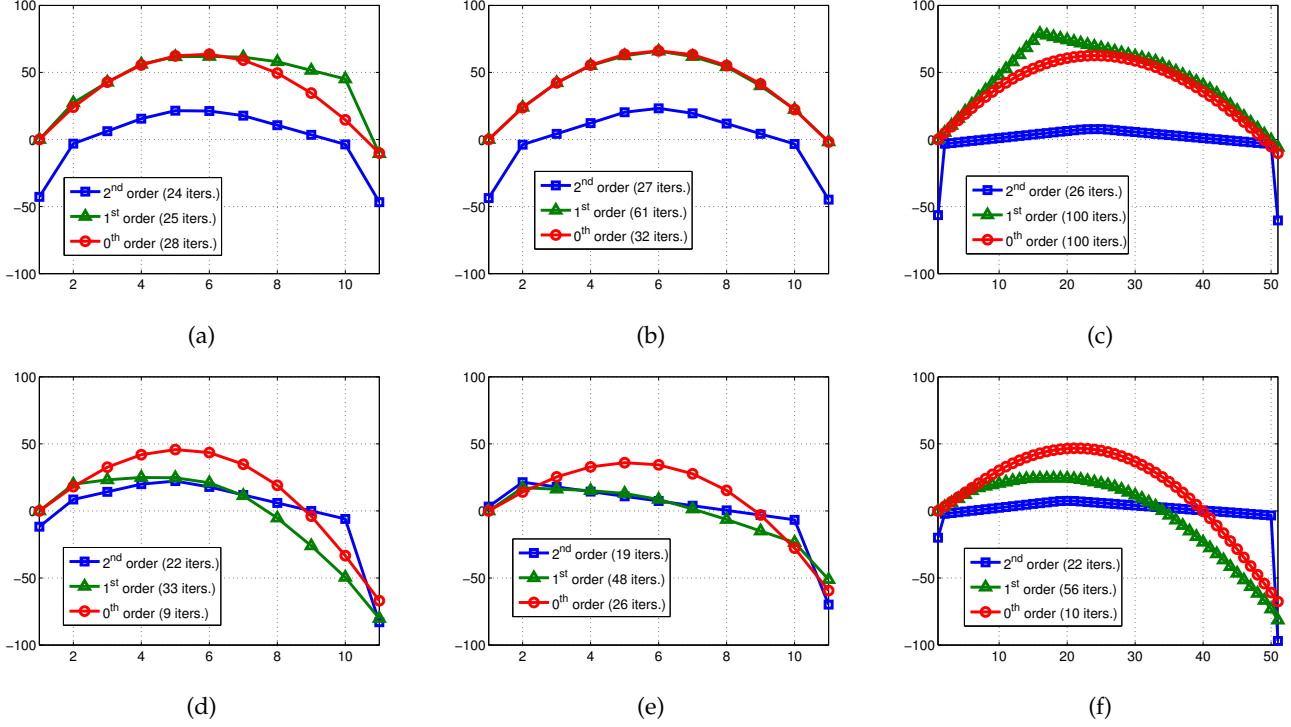 100
50
0
−50
−100
2nd order (24 iters.)
1st order (25 iters.)
0th order (28 iters.)
2 4 6 8 10
(a)
100
50
0
−50
−100
2nd order (27 iters.)
1st order (61 iters.)
0th order (32 iters.)
2 4 6 8 10
(b)
100
50
0
−50
−100
2nd order (26 iters.)
1st order (100 iters.)
0th order (100 iters.)
10 20 30 40 50
(c)
100
50
0
−50
−100
2nd order (22 iters.)
1st order (33 iters.)
0th order (9 iters.)
2 4 6 8 10
(d)
100
50
0
−50
−100
2nd order (19 iters.)
1st order (48 iters.)
0th order (26 iters.)
2 4 6 8 10
(e)
100
50
0
−50
−100
2nd order (22 iters.)
1st order (56 iters.)
0th order (10 iters.)
10 20 30 40 50
(f)